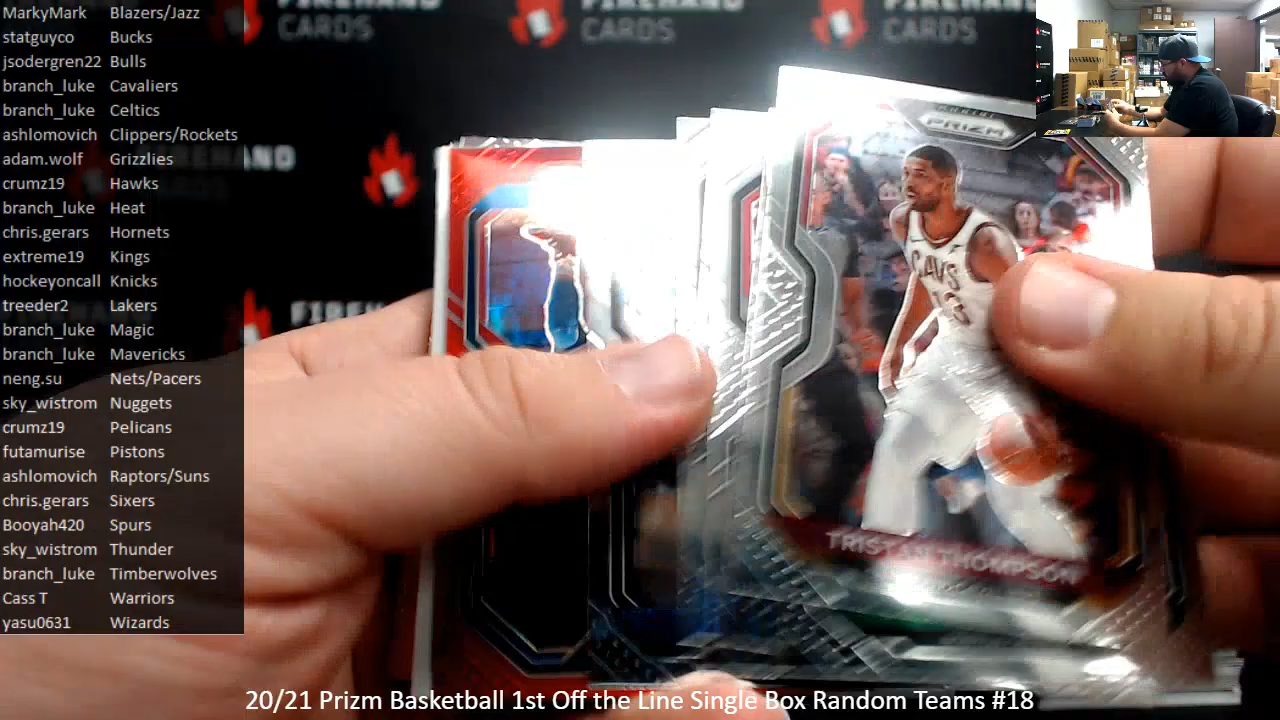 MarkyMark Blazers/Jazz
statguyco Bucks
jsodergren22 Bulls
branch_luke Cavaliers
branch_luke Celtics
ashlomovich Clippers/Rockets
adam.wolf Grizzlies
crumz19 Hawks
branch_luke Heat
chris.gerars Hornets
extreme19 Kings
hockeyoncall Knicks
treeder2 Lakers
branch_luke Magic
branch_luke Mavericks
neng.su Nets/Pacers
sky_wistrom Nuggets
crumz19 Pelicans
futamurise Pistons
ashlomovich Raptors/Suns
chris.gerars Sixers
Booyah420 Spurs
sky_wistrom Thunder
branch_luke Timberwolves
Cass T Warriors
yasu0631 Wizards
CARDS
CARDS
CARDS
PANINI
PRIZM
CAVS
13
TRISTAN THOMPSON
20/21 Prizm Basketball 1st Off the Line Single Box Random Teams #18